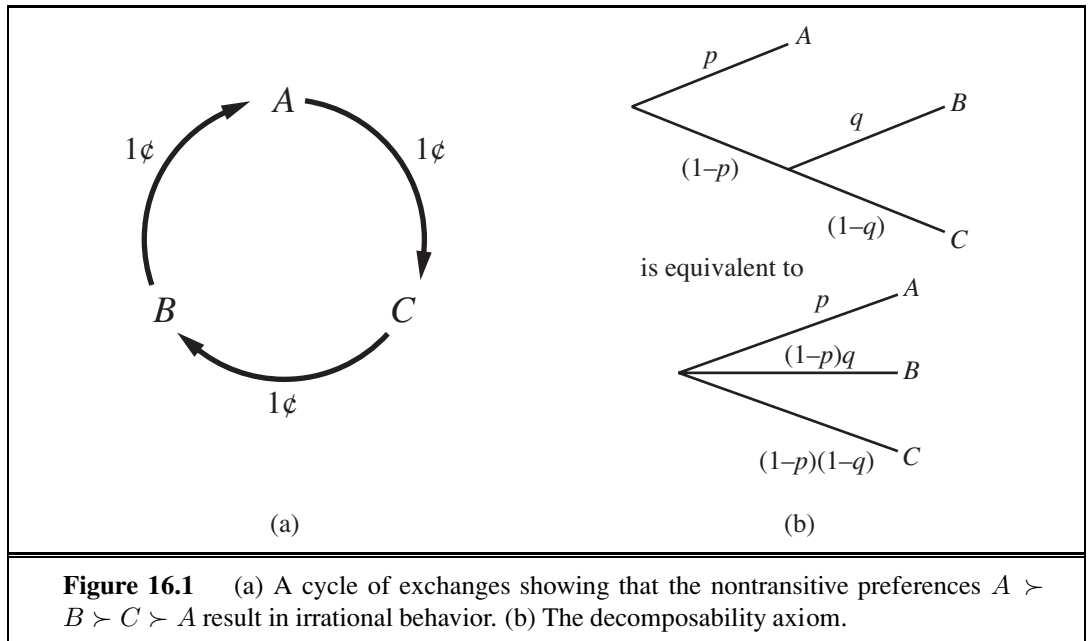 A
1¢
1¢
B
C
1¢
(a)
A
p
B
q
(1–p)
(1–q)
C
is equivalent to
A
p
(1–p)q
B
(1–p)(1–q)
C
(b)
Figure 16.1 (a) A cycle of exchanges showing that the nontransitive preferences A ≻
B ≻ C ≻ A result in irrational behavior. (b) The decomposability axiom.